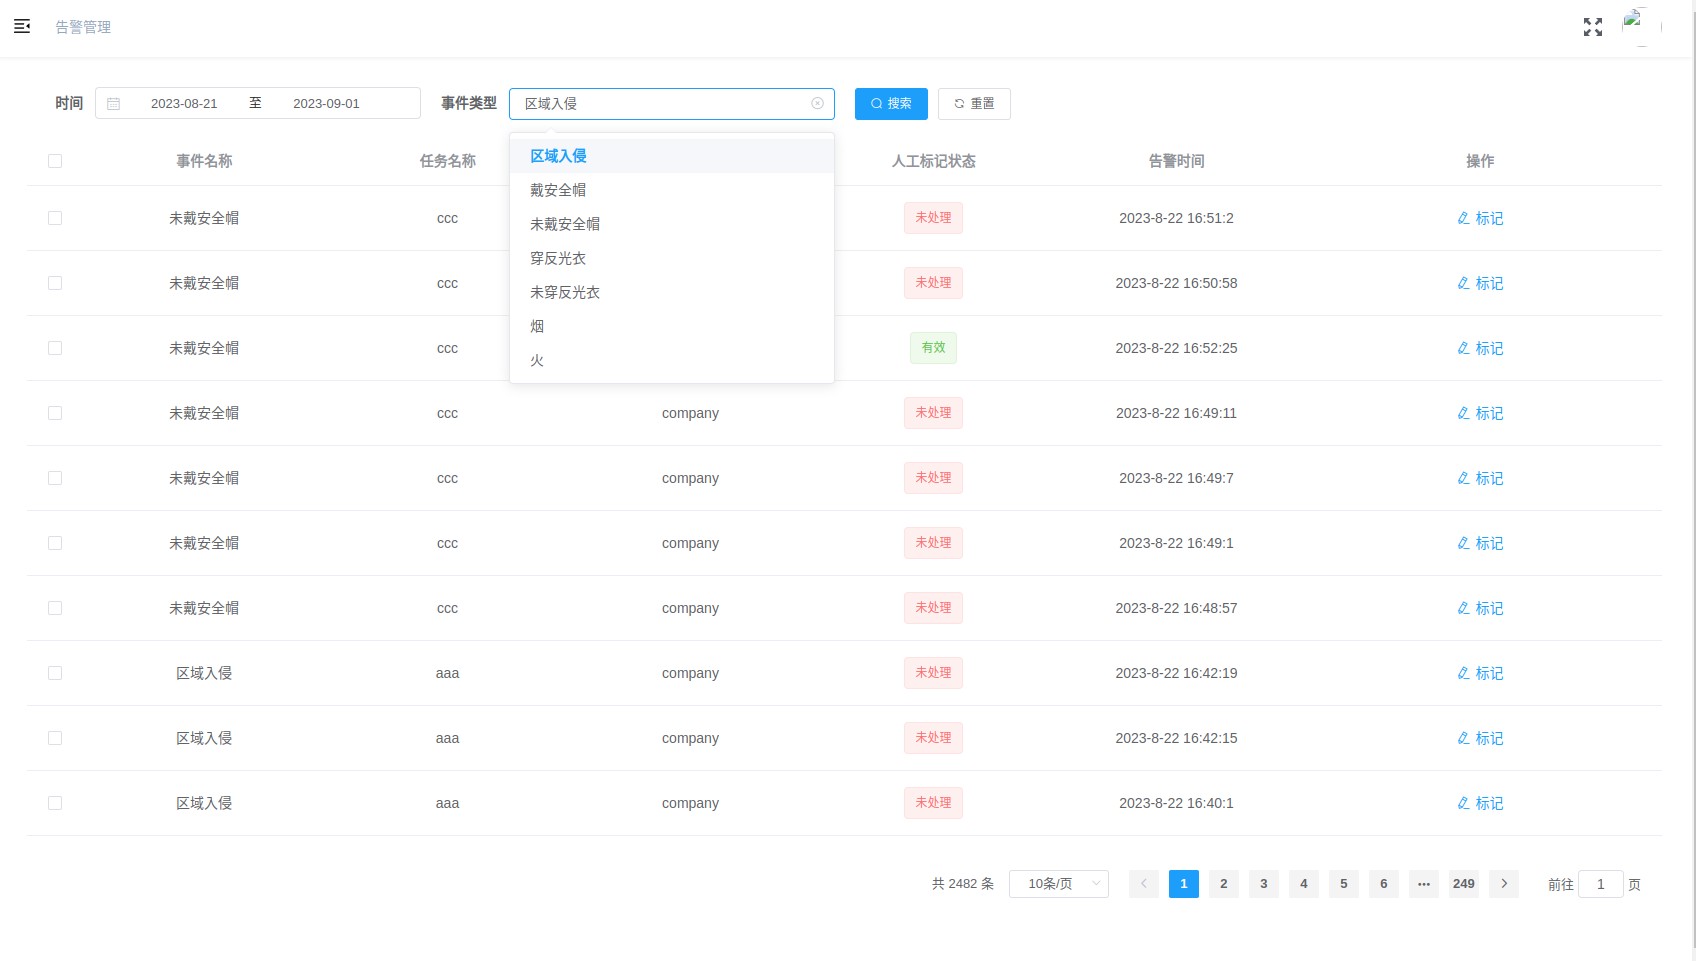 告警管理
时间 2023-08-21 至 2023-09-01 事件类型 区域入侵 搜索 重置
区域入侵
戴安全帽
未戴安全帽
穿反光衣
未穿反光衣
烟
火
事件名称 任务名称 人工标记状态 告警时间 操作
未戴安全帽 ccc 未处理 2023-8-22 16:51:2 标记
未戴安全帽 ccc 未处理 2023-8-22 16:50:58 标记
未戴安全帽 ccc 有效 2023-8-22 16:52:25 标记
未戴安全帽 ccc company 未处理 2023-8-22 16:49:11 标记
未戴安全帽 ccc company 未处理 2023-8-22 16:49:7 标记
未戴安全帽 ccc company 未处理 2023-8-22 16:49:1 标记
未戴安全帽 ccc company 未处理 2023-8-22 16:48:57 标记
区域入侵 aaa company 未处理 2023-8-22 16:42:19 标记
区域入侵 aaa company 未处理 2023-8-22 16:42:15 标记
区域入侵 aaa company 未处理 2023-8-22 16:40:1 标记
共 2482 条 10条/页 1 2 3 4 5 6 ••• 249 前往 1 页